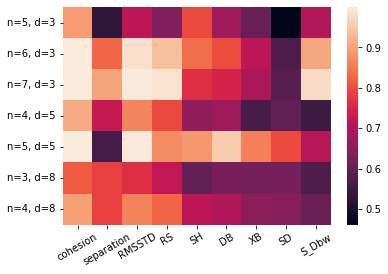 n=5, d=3
n=6, d=3
n=7, d=3
n=4, d=5
n=5, d=5
n=3, d=8
n=4, d=8
cohesion
separation
RMSSTD
RS
SH
DB
XB
SD
S_Dbw
0.9
0.8
0.7
0.6
0.5